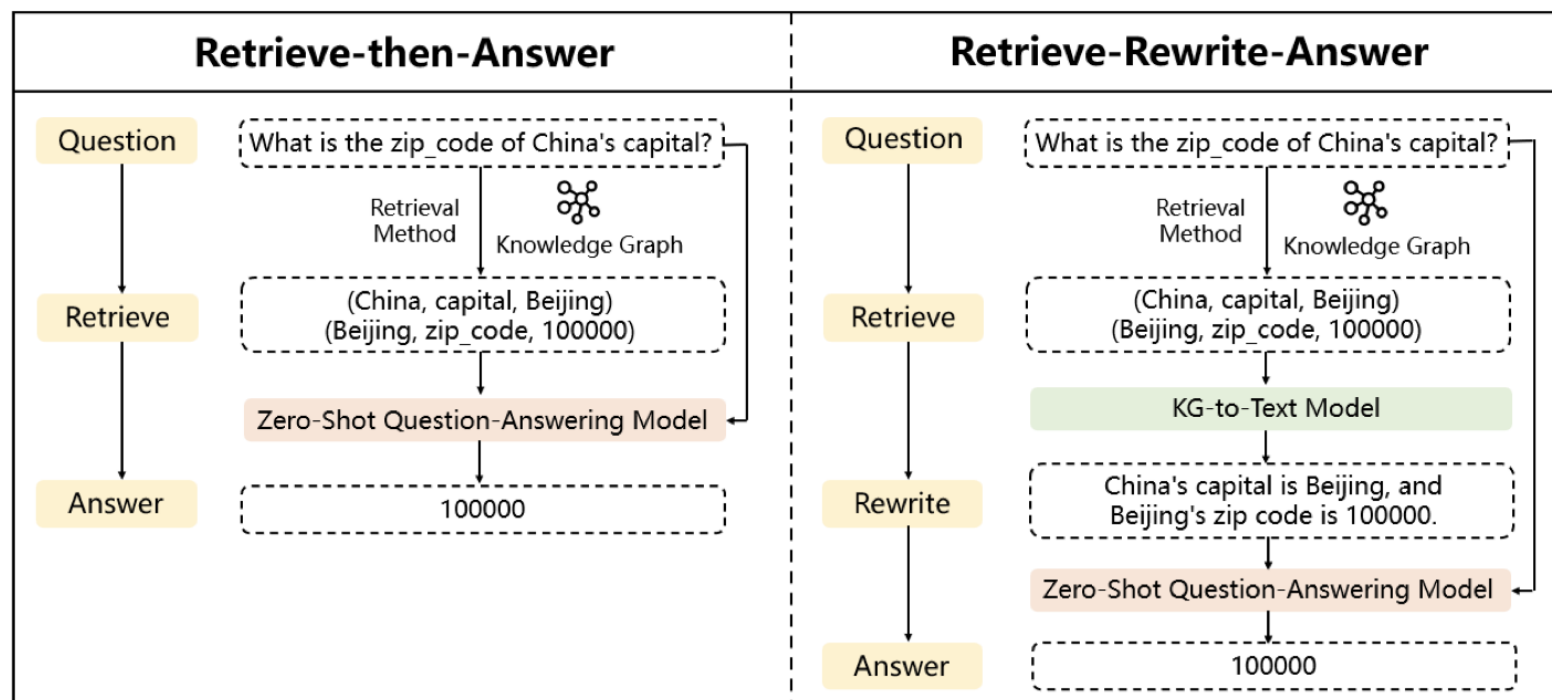 Retrieve-then-Answer
Question
What is the zip_code of China's capital?
Retrieval
Method
Knowledge Graph
Retrieve
(China, capital, Beijing)
(Beijing, zip_code, 100000)
Zero-Shot Question-Answering Model
Answer
100000
Retrieve-Rewrite-Answer
Question
What is the zip_code of China's capital?
Retrieval
Method
Knowledge Graph
Retrieve
(China, capital, Beijing)
(Beijing, zip_code, 100000)
KG-to-Text Model
Rewrite
China's capital is Beijing, and
Beijing's zip code is 100000.
Zero-Shot Question-Answering Model
Answer
100000